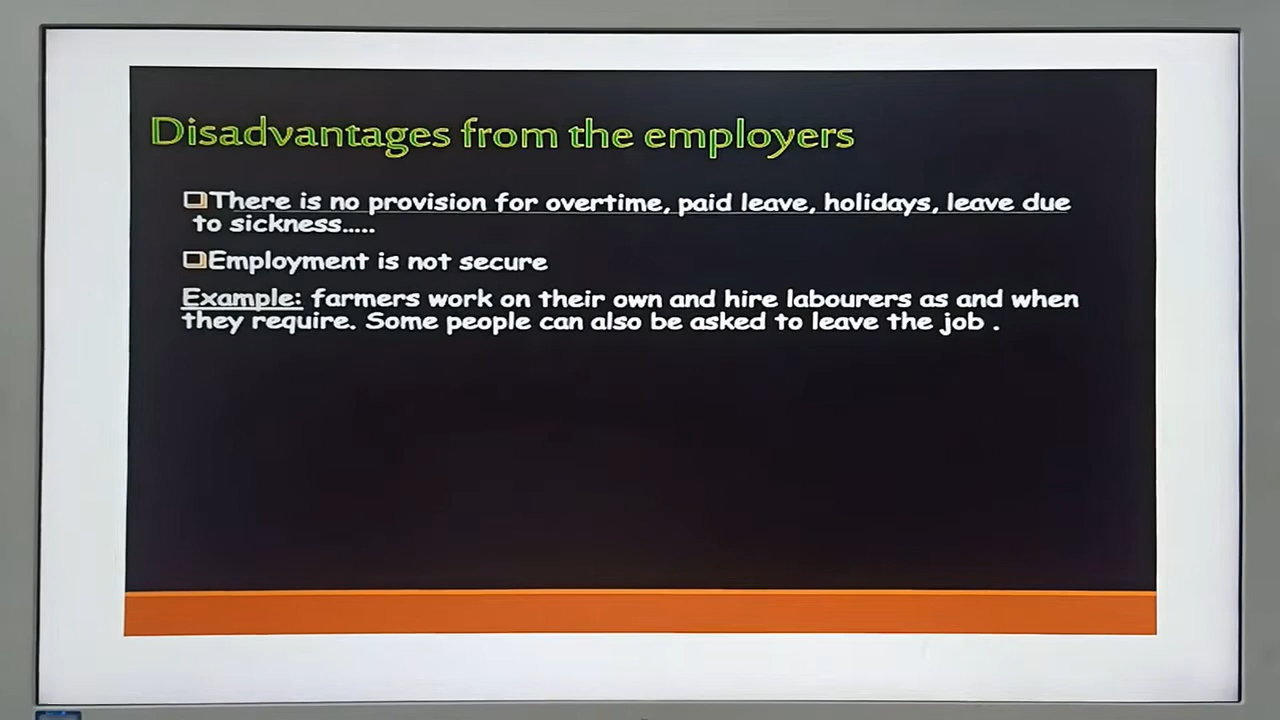 Disadvantages from the employers
❑There is no provision for overtime, paid leave, holidays, leave due
to sickness.....
❑Employment is not secure
Example: farmers work on their own and hire labourers as and when
they require. Some people can also be asked to leave the job .